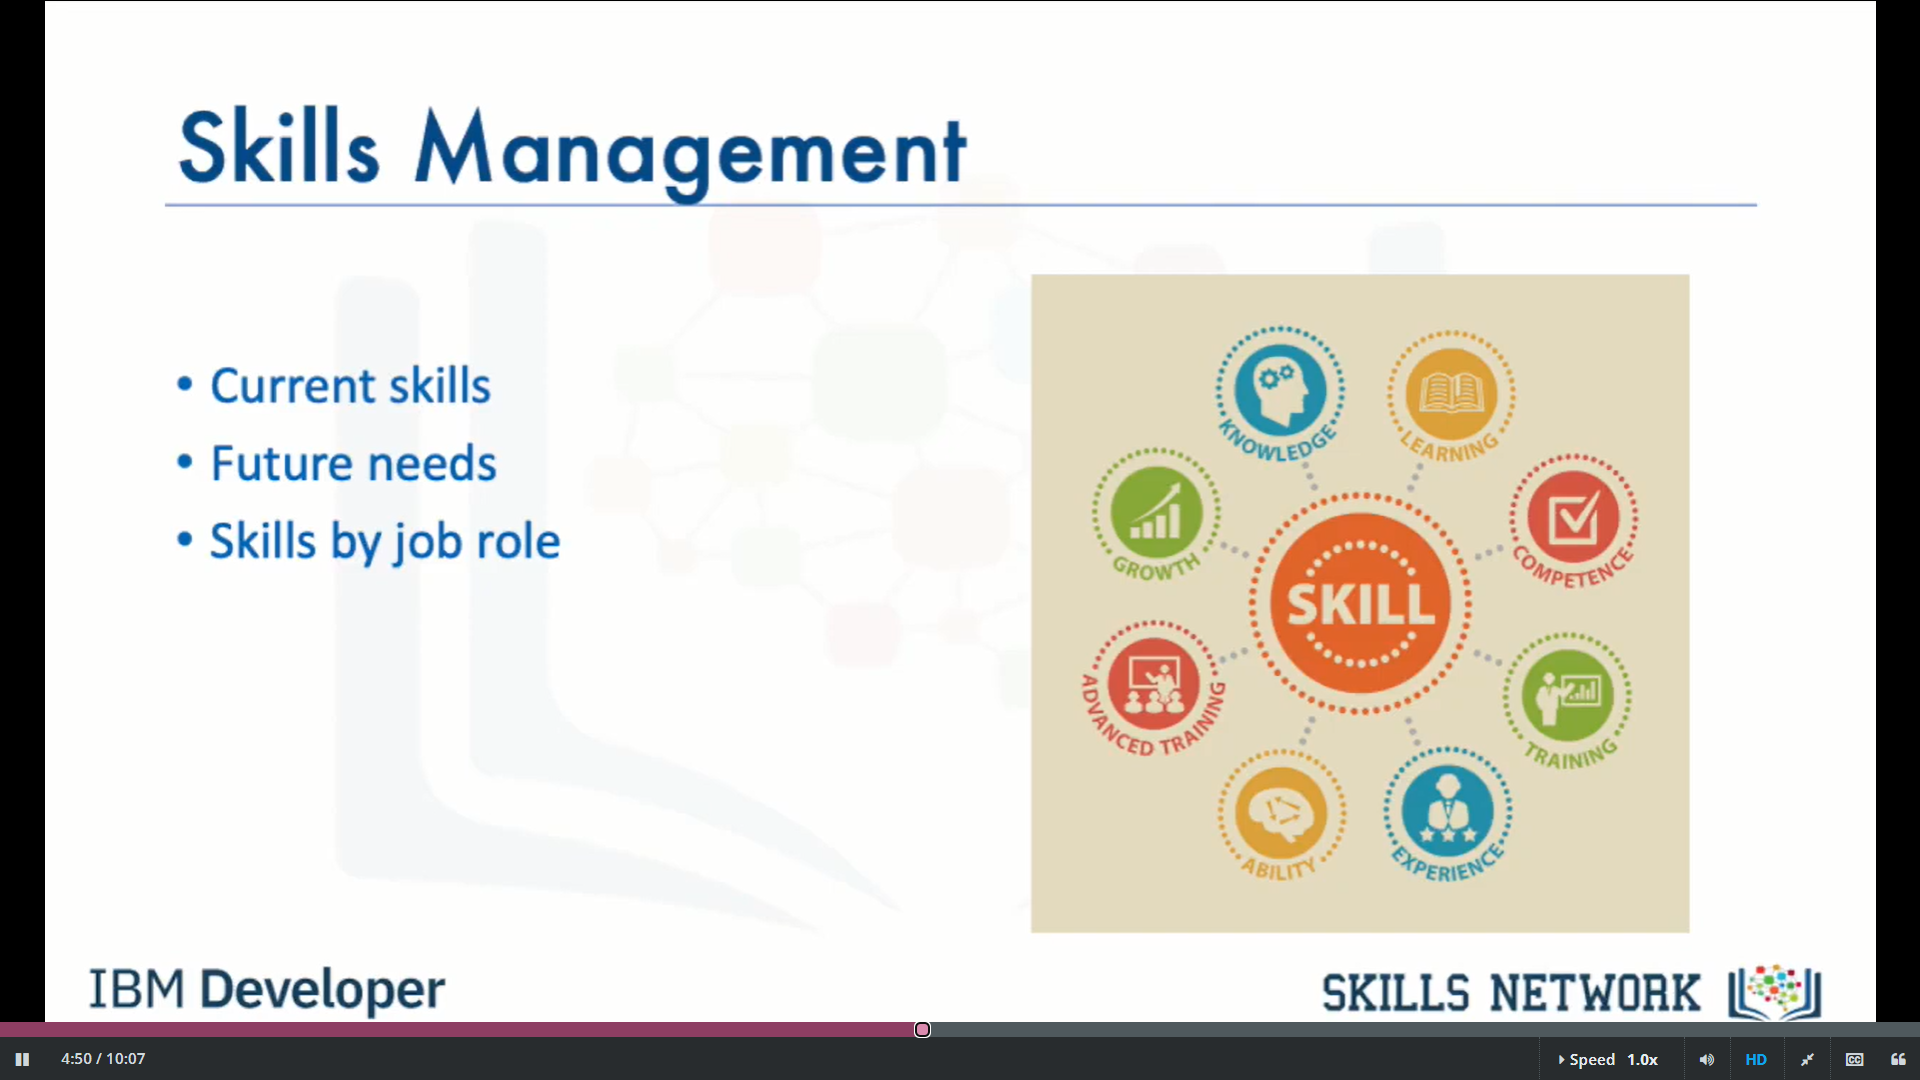 Skills Management
• Current skills
• Future needs
• Skills by job role
KNOWLEDGE
LEARNING
GROWTH
COMPETENCE
SKILL
ADVANCED TRAINING
TRAINING
ABILITY
EXPERIENCE
IBM Developer
SKILLS NETWORK
4:50 / 10:07
Speed 1.0x
HD
CC